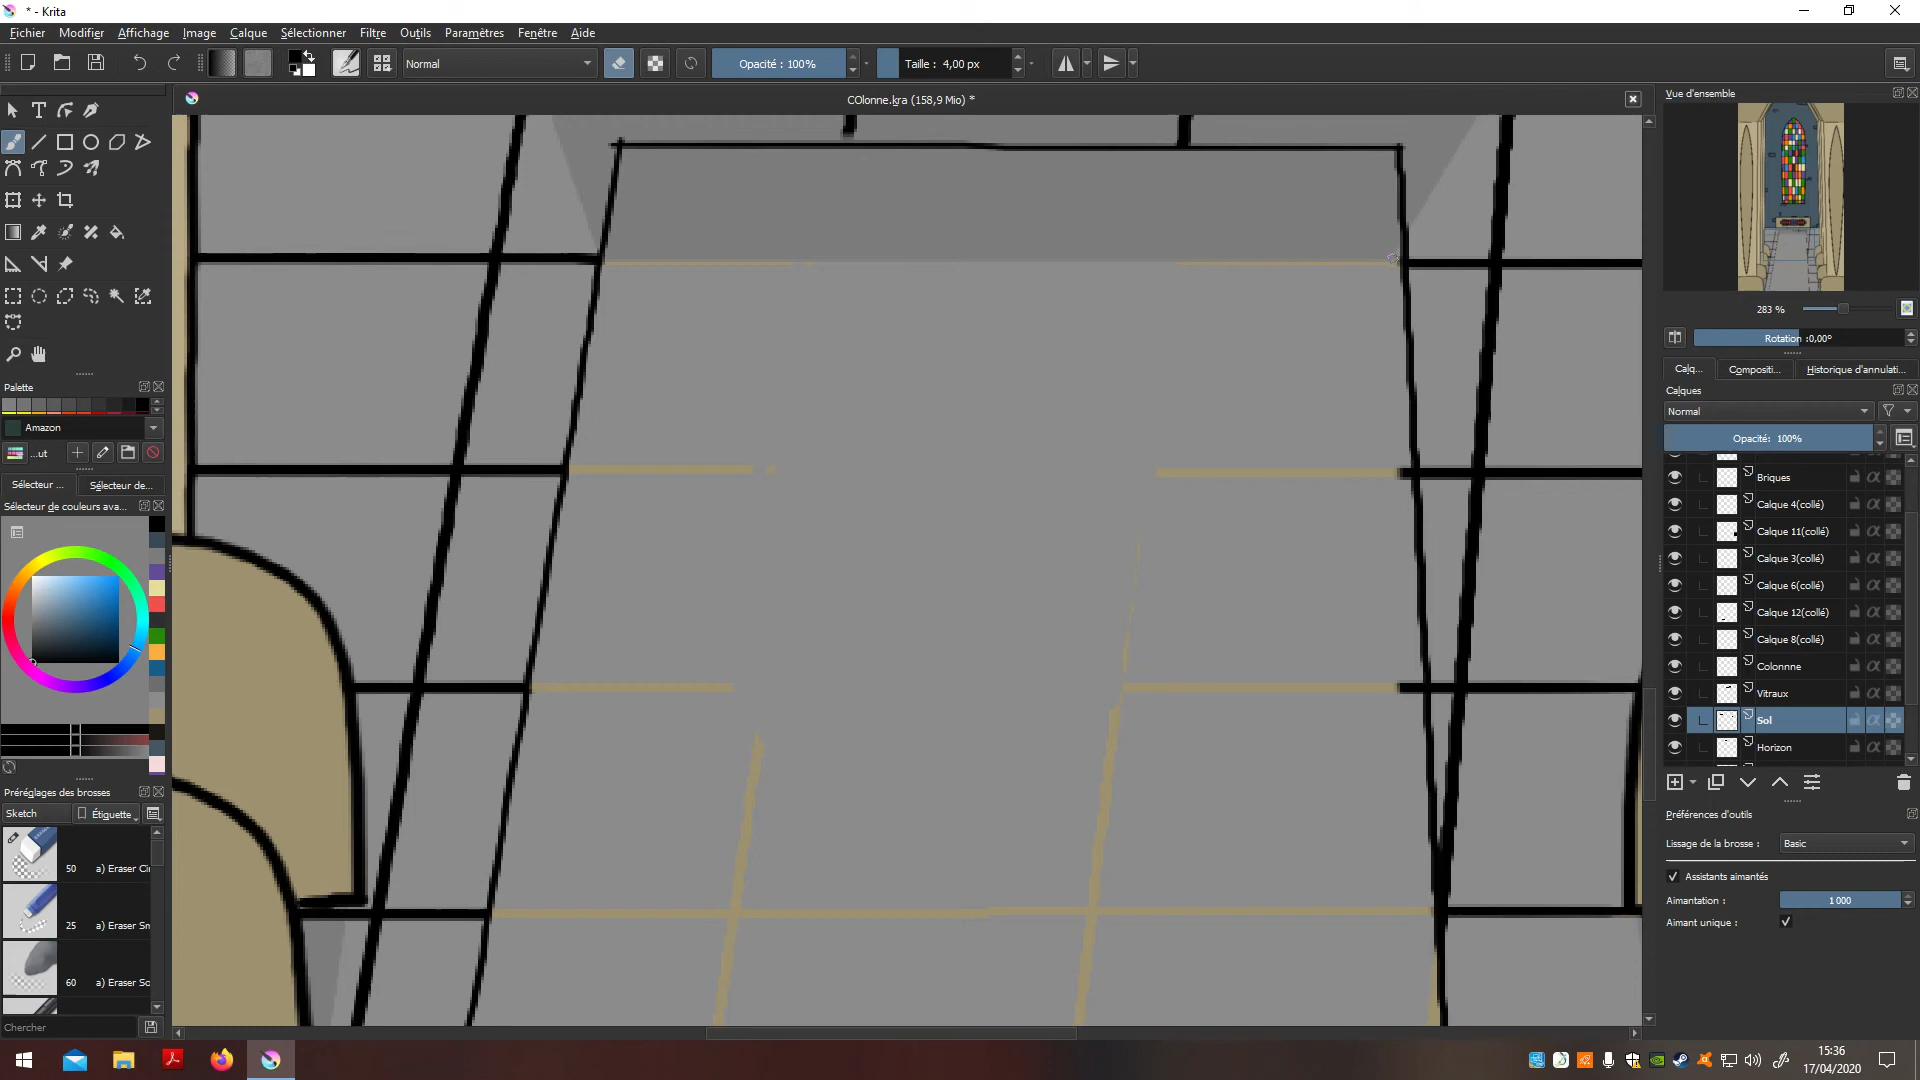 * - Krita
Fichier Modifier Affichage Image Calque Sélectionner Filtre Outils Paramètres Fenêtre Aide
Normal
Opacité : 100%
Taille : 4,00 px
COlonne.kra (158,9 Mio) *
Vue d'ensemble
283 %
Rotation :0,00°
Calq... Compositi... Historique d'annulati...
Calques
Normal
Opacité: 100%
Briques
Calque 4(collé)
Calque 11(collé)
Calque 3(collé)
Calque 6(collé)
Calque 12(collé)
Calque 8(collé)
Colonnne
Vitraux
Sol
Horizon
Préférences d'outils
Lissage de la brosse : Basic
Assistants aimantés
Aimantation : 1 000
Aimant unique :
Palette
Amazon
...ut
Sélecteur ... Sélecteur de...
Sélecteur de couleurs ava...
Préréglages des brosses
Sketch Étiquette
50 a) Eraser Cir
25 a) Eraser Sm
60 a) Eraser So
Chercher
15:36
17/04/2020